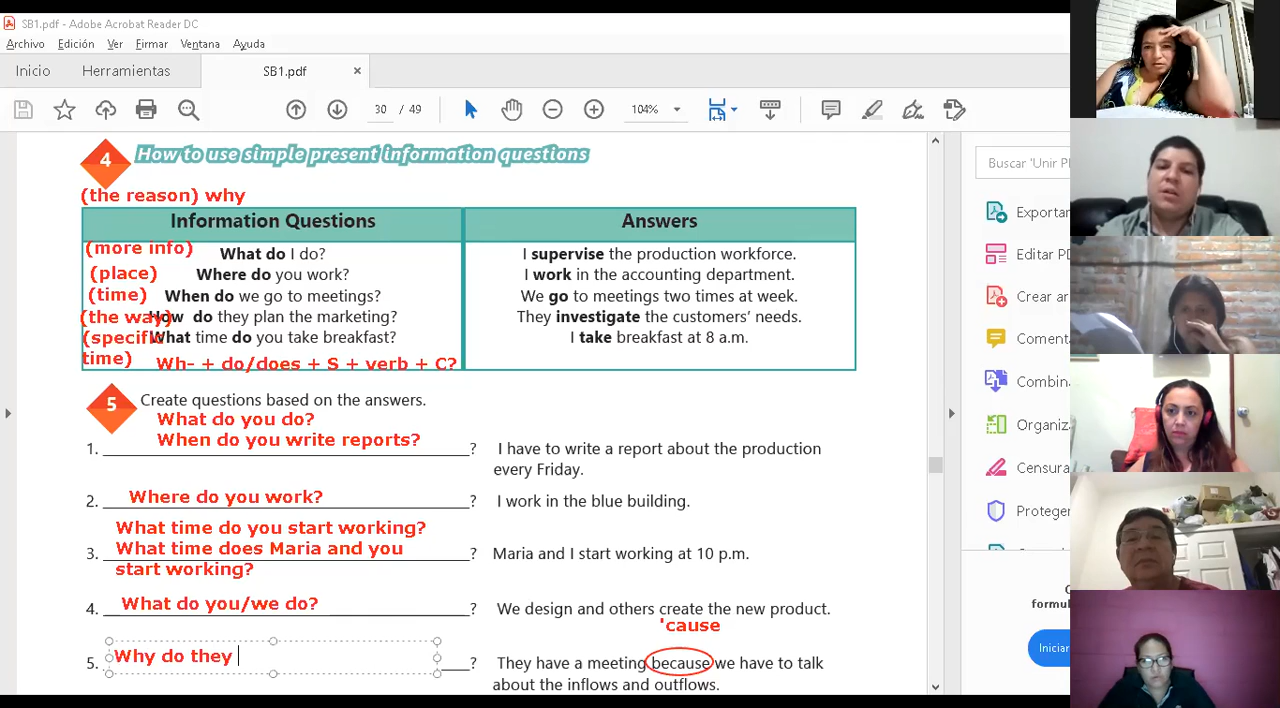 SB1.pdf - Adobe Acrobat Reader DC
Archivo Edición Ver Firmar Ventana Ayuda
Inicio Herramientas SB1.pdf ×
30 / 49 104%
4 How to use simple present information questions
(the reason) why
Information Questions Answers
(more info) What do I do? I supervise the production workforce.
(place) Where do you work? I work in the accounting department.
(time) When do we go to meetings? We go to meetings two times at week.
(the way) How do they plan the marketing? They investigate the customers' needs.
(specific What time do you take breakfast? I take breakfast at 8 a.m.
time) Wh- + do/does + S + verb + C?
5 Create questions based on the answers.
What do you do?
When do you write reports?
1. ? I have to write a report about the production
every Friday.
2. Where do you work? ? I work in the blue building.
What time do you start working?
3. What time does Maria and you ? Maria and I start working at 10 p.m.
start working?
4. What do you/we do? ? We design and others create the new product.
'cause
5. Why do they ? They have a meeting because we have to talk
about the inflows and outflows.
Buscar 'Unir P
Exportar
Editar PD
Crear ar
Coment
Combin
Organiz
Censura
Proteger
formul
Iniciar